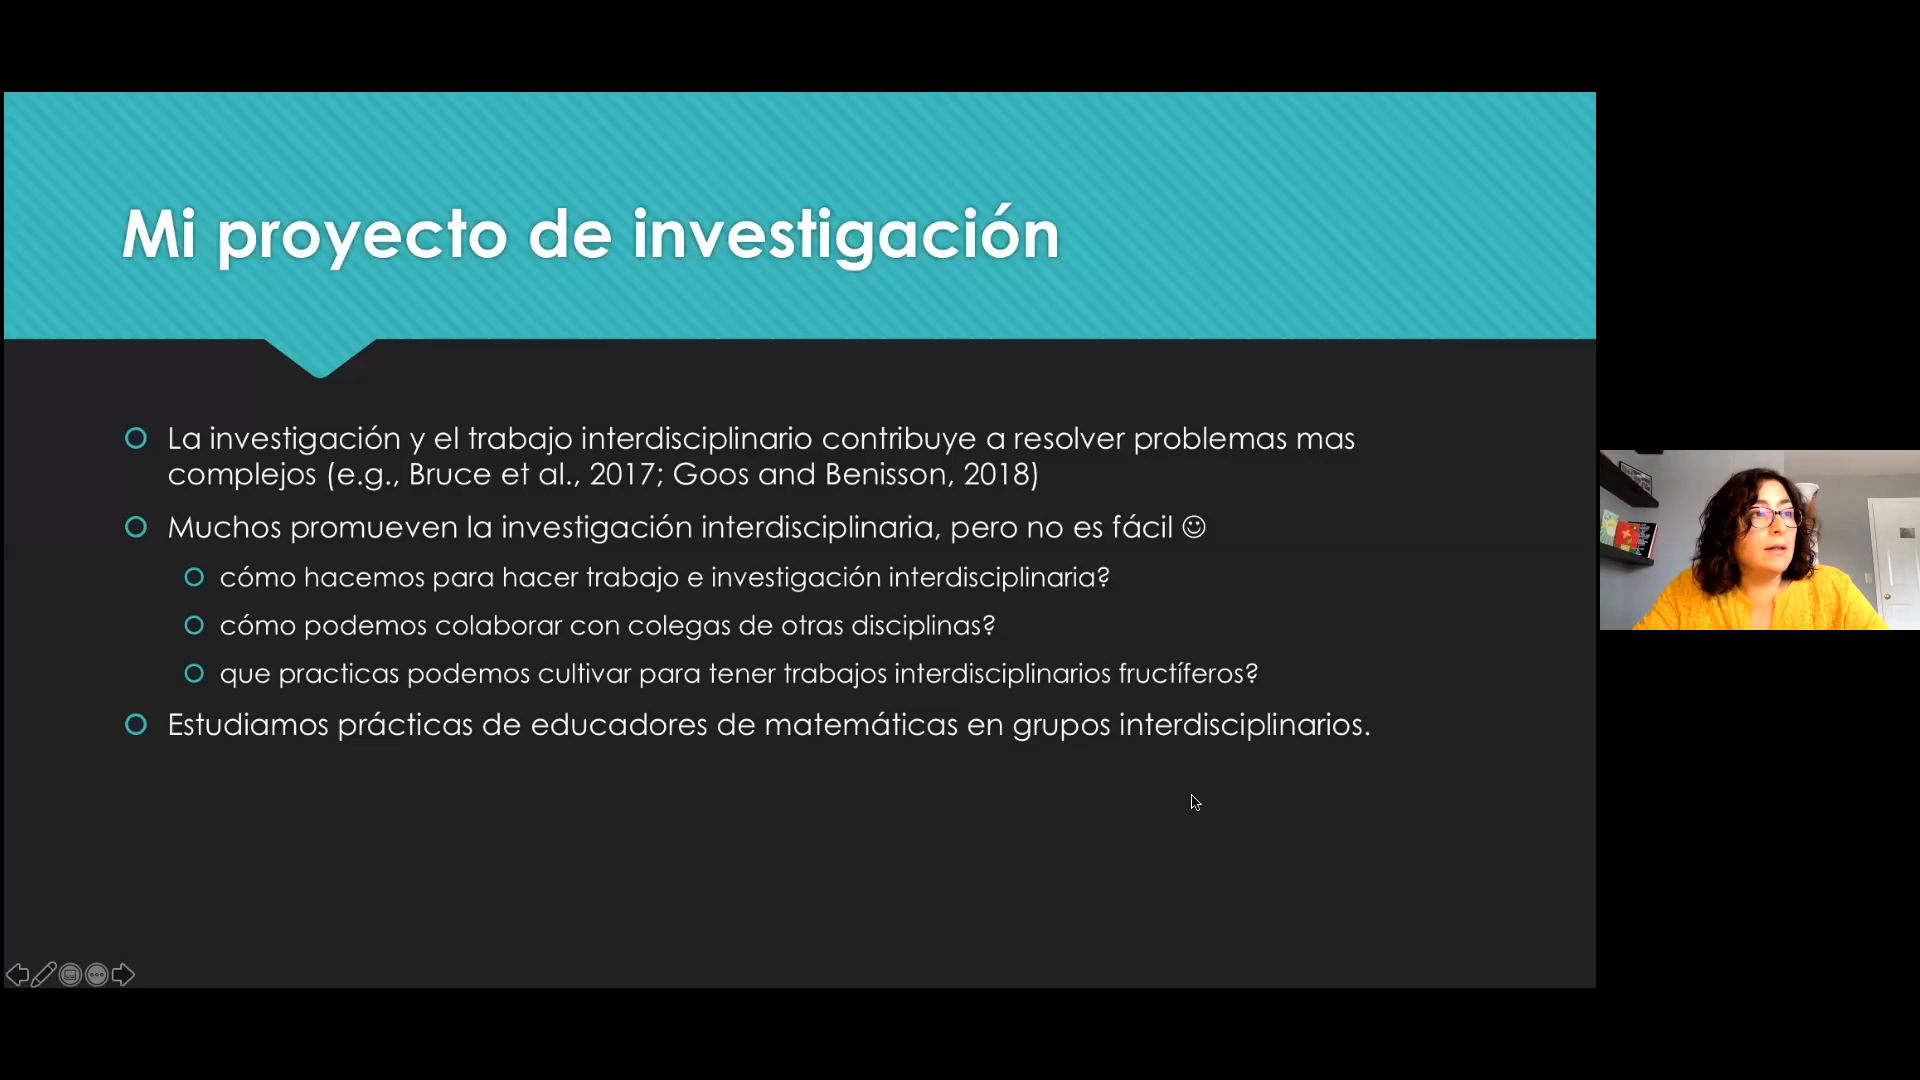 Mi proyecto de investigación
La investigación y el trabajo interdisciplinario contribuye a resolver problemas mas
complejos (e.g., Bruce et al., 2017; Goos and Benisson, 2018)
Muchos promueven la investigación interdisciplinaria, pero no es fácil ☺
cómo hacemos para hacer trabajo e investigación interdisciplinaria?
cómo podemos colaborar con colegas de otras disciplinas?
que practicas podemos cultivar para tener trabajos interdisciplinarios fructíferos?
Estudiamos prácticas de educadores de matemáticas en grupos interdisciplinarios.